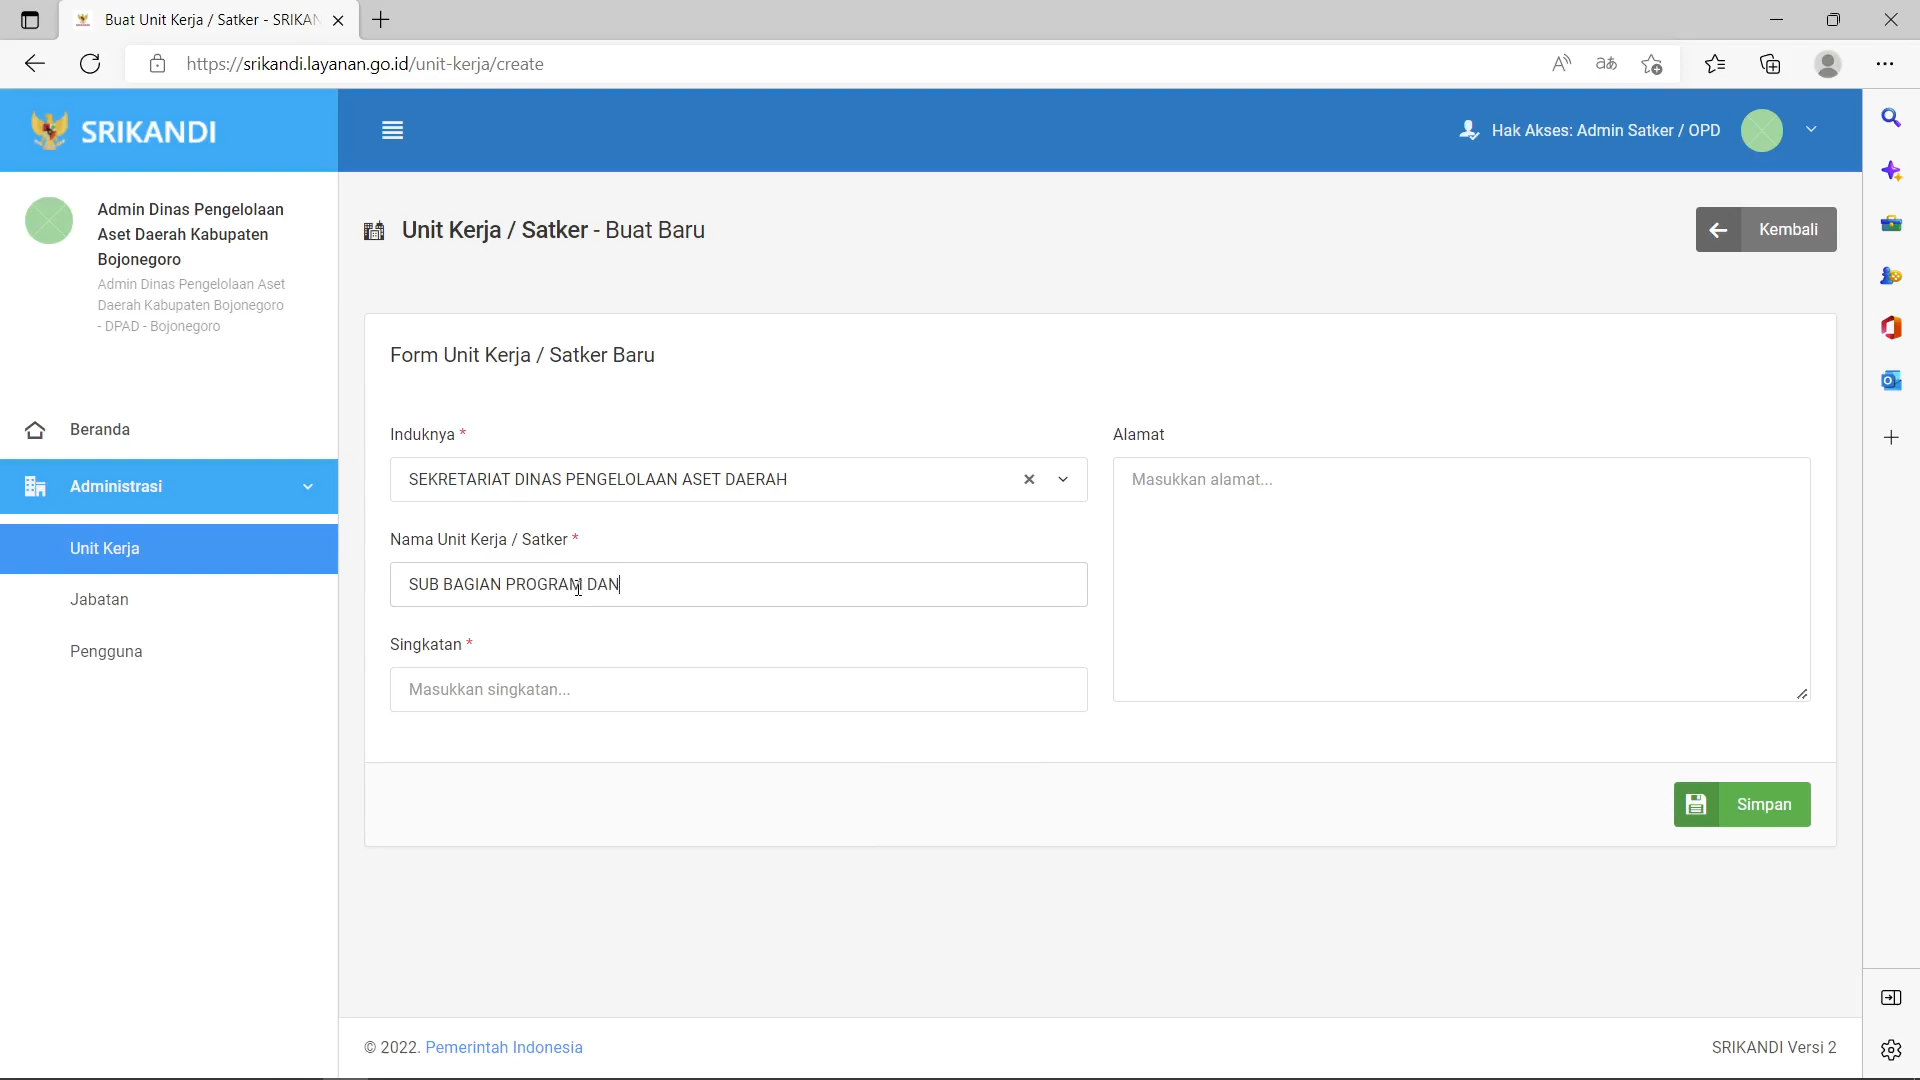 Buat Unit Kerja / Satker - SRIKAN
https://srikandi.layanan.go.id/unit-kerja/create
SRIKANDI
Hak Akses: Admin Satker / OPD
Admin Dinas Pengelolaan
Aset Daerah Kabupaten
Bojonegoro
Admin Dinas Pengelolaan Aset
Daerah Kabupaten Bojonegoro
- DPAD - Bojonegoro
Beranda
Administrasi
Unit Kerja
Jabatan
Pengguna
Unit Kerja / Satker - Buat Baru
Kembali
Form Unit Kerja / Satker Baru
Induknya *
SEKRETARIAT DINAS PENGELOLAAN ASET DAERAH
Nama Unit Kerja / Satker *
SUB BAGIAN PROGRAM DAN
Singkatan *
Masukkan singkatan...
Alamat
Masukkan alamat...
Simpan
© 2022. Pemerintah Indonesia
SRIKANDI Versi 2